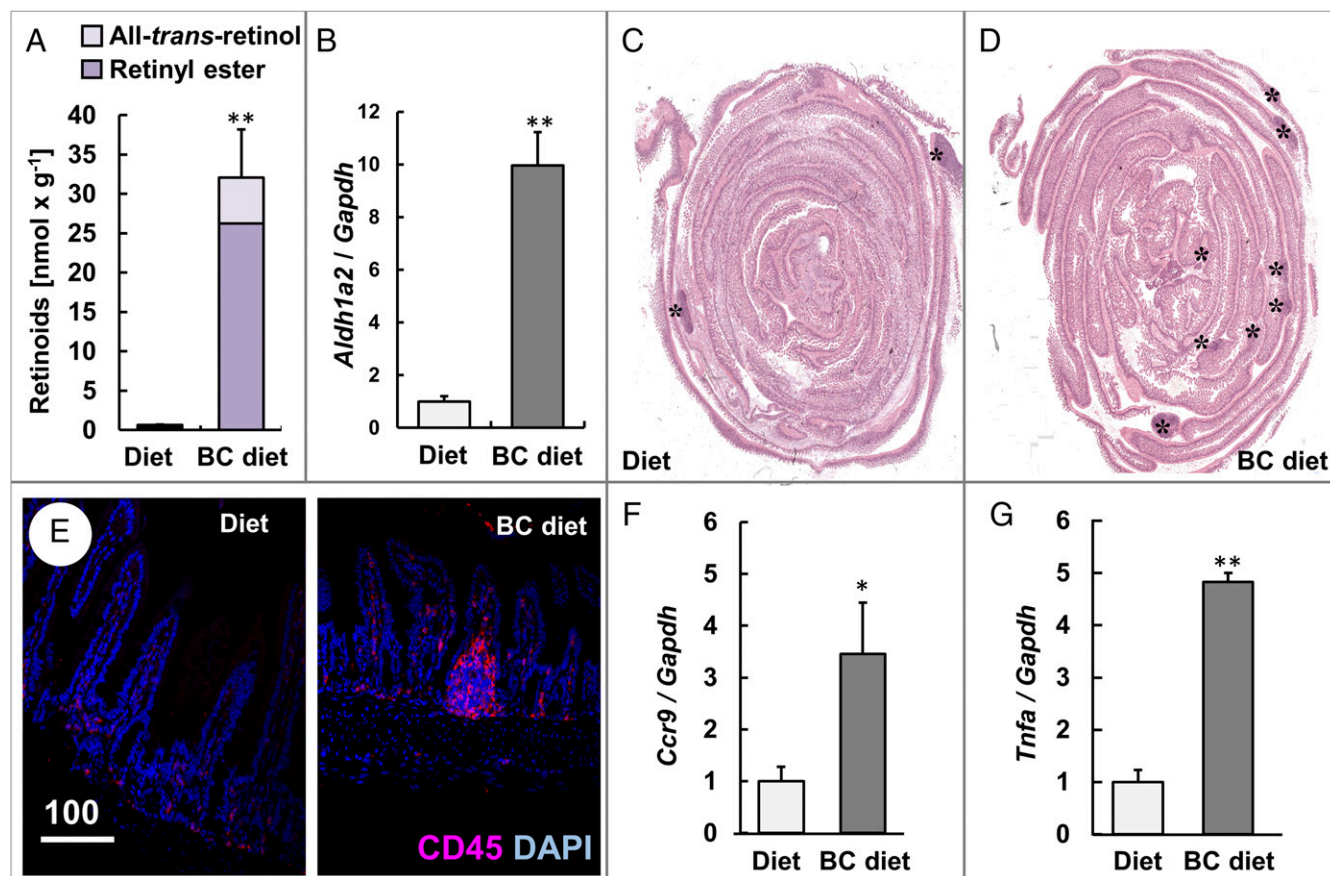 A
All-trans-retinol
Retinyl ester
Retinoids [nmol x g⁻¹]
40
35
30
25
20
15
10
5
0
**
Diet
BC diet
B
Aldh1a2 / Gapdh
12
10
8
6
4
2
0
**
Diet
BC diet
C
*
*
Diet
D
*
*
*
*
*
*
*
*
BC diet
E
Diet
100
BC diet
CD45 DAPI
F
Ccr9 / Gapdh
6
5
4
3
2
1
0
*
Diet
BC diet
G
Tnfa / Gapdh
6
5
4
3
2
1
0
**
Diet
BC diet